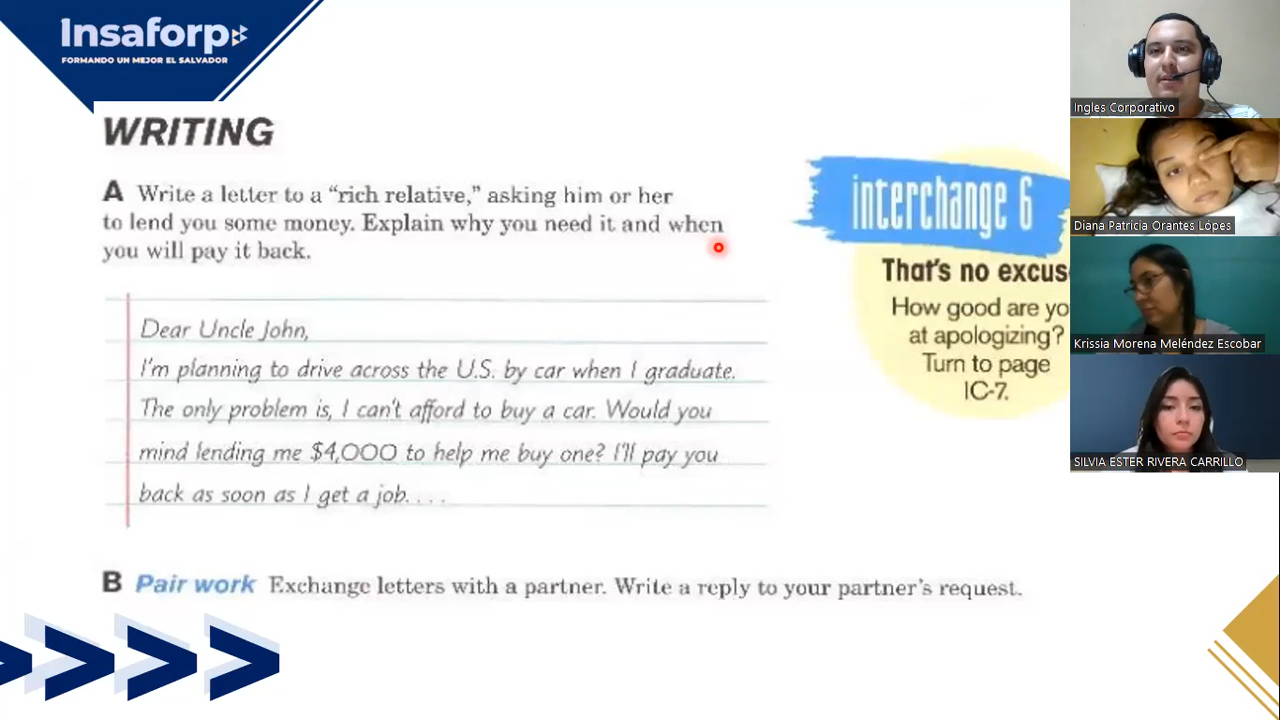 Insaforp
FORMANDO UN MEJOR EL SALVADOR
WRITING
A Write a letter to a “rich relative,” asking him or her
to lend you some money. Explain why you need it and when
you will pay it back.
Dear Uncle John,
I'm planning to drive across the U.S. by car when I graduate.
The only problem is, I can't afford to buy a car. Would you
mind lending me $4,000 to help me buy one? I'll pay you
back as soon as I get a job. . . .
B Pair work Exchange letters with a partner. Write a reply to your partner's request.
interchange 6
That's no excus
How good are yo
at apologizing?
Turn to page
IC-7.
Ingles Corporativo
Diana Patricia Orantes Lópes
Krissia Morena Meléndez Escobar
SILVIA ESTER RIVERA CARRILLO